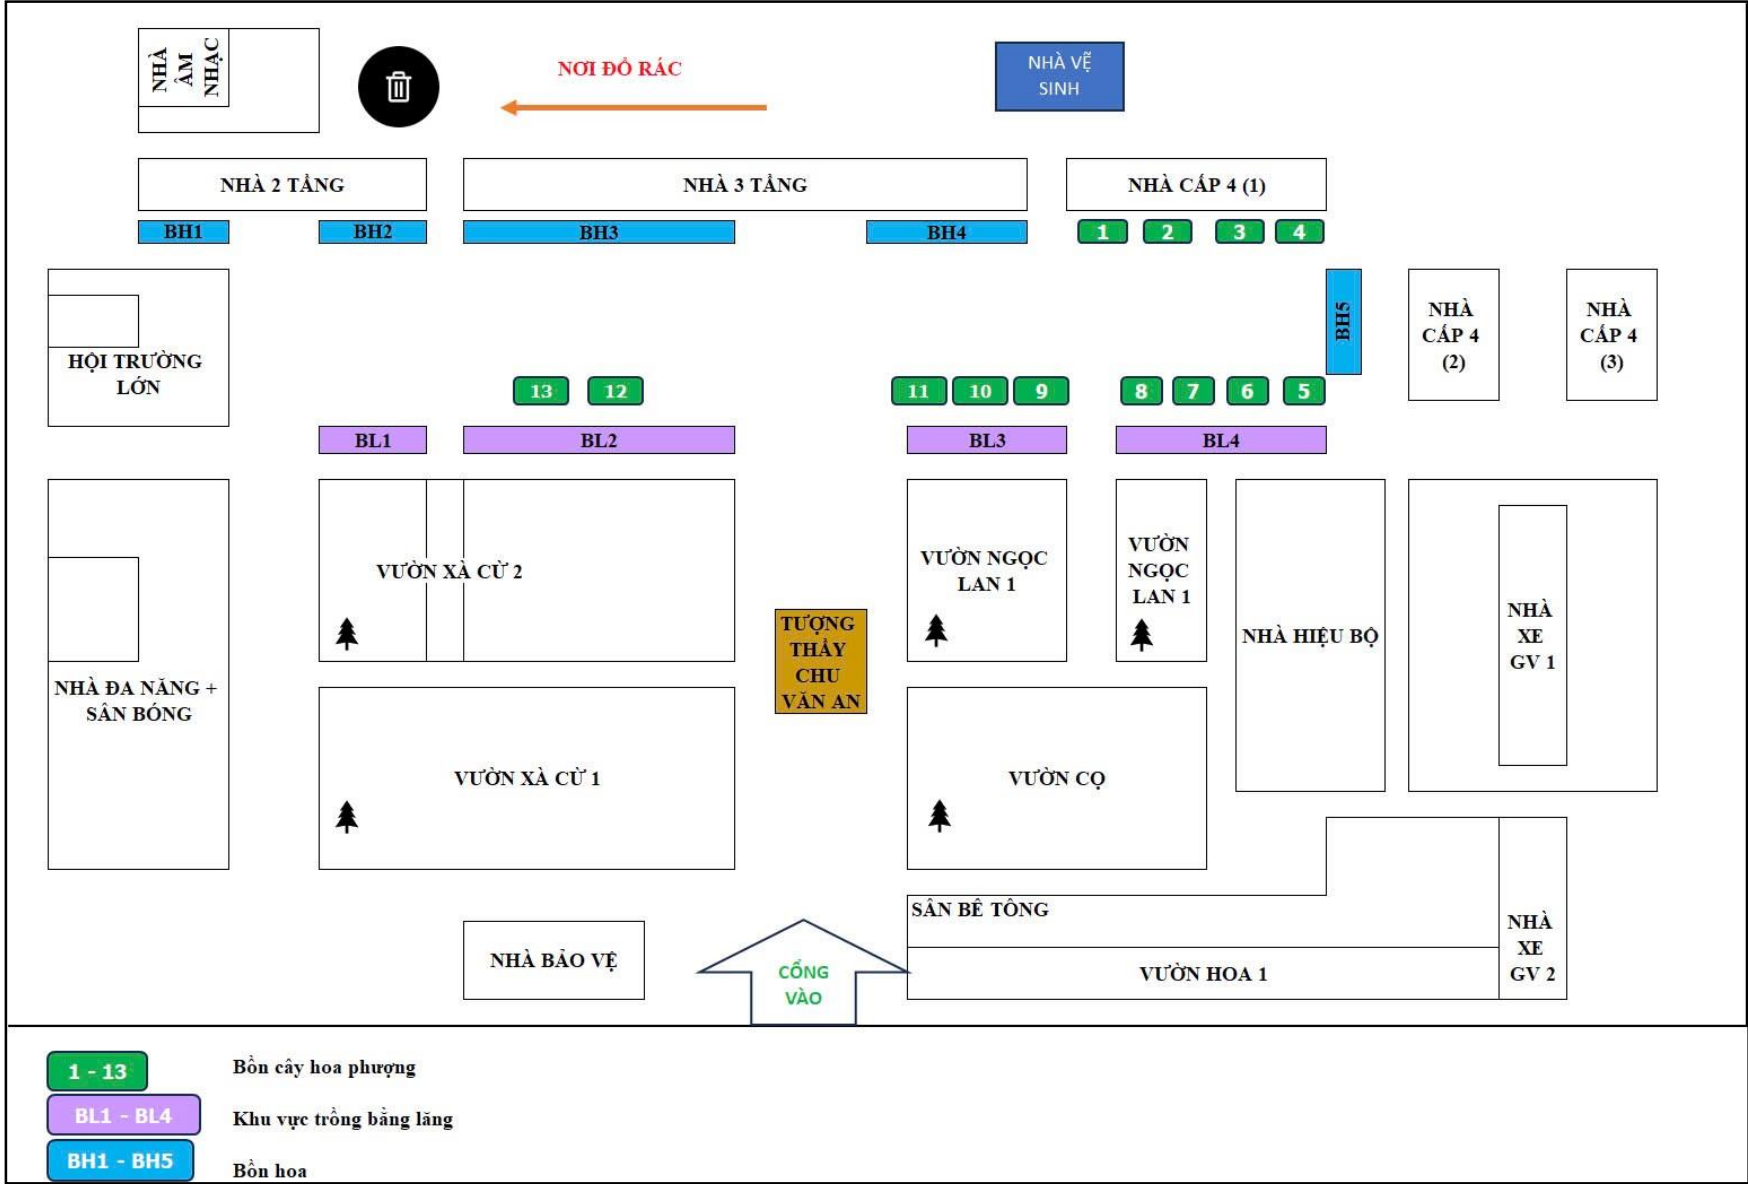 NHÀ
ÂM
NHẠC
NƠI ĐỔ RÁC
NHÀ VỆ
SINH
NHÀ 2 TẦNG
NHÀ 3 TẦNG
NHÀ CẤP 4 (1)
BH1
BH2
BH3
BH4
1
2
3
4
BH5
NHÀ
CẤP 4
(2)
NHÀ
CẤP 4
(3)
HỘI TRƯỜNG
LỚN
13
12
11
10
9
8
7
6
5
BL1
BL2
BL3
BL4
VƯỜN XÀ CỪ 2
VƯỜN NGỌC
LAN 1
VƯỜN
NGỌC
LAN 1
NHÀ HIỆU BỘ
NHÀ
XE
GV 1
TƯỢNG
THẦY
CHU
VĂN AN
NHÀ ĐA NĂNG +
SÂN BÓNG
VƯỜN XÀ CỪ 1
VƯỜN CỌ
SÂN BÊ TÔNG
NHÀ BẢO VỆ
CỔNG
VÀO
VƯỜN HOA 1
NHÀ
XE
GV 2
1 - 13
Bồn cây hoa phượng
BL1 - BL4
Khu vực trồng bằng lăng
BH1 - BH5
Bồn hoa